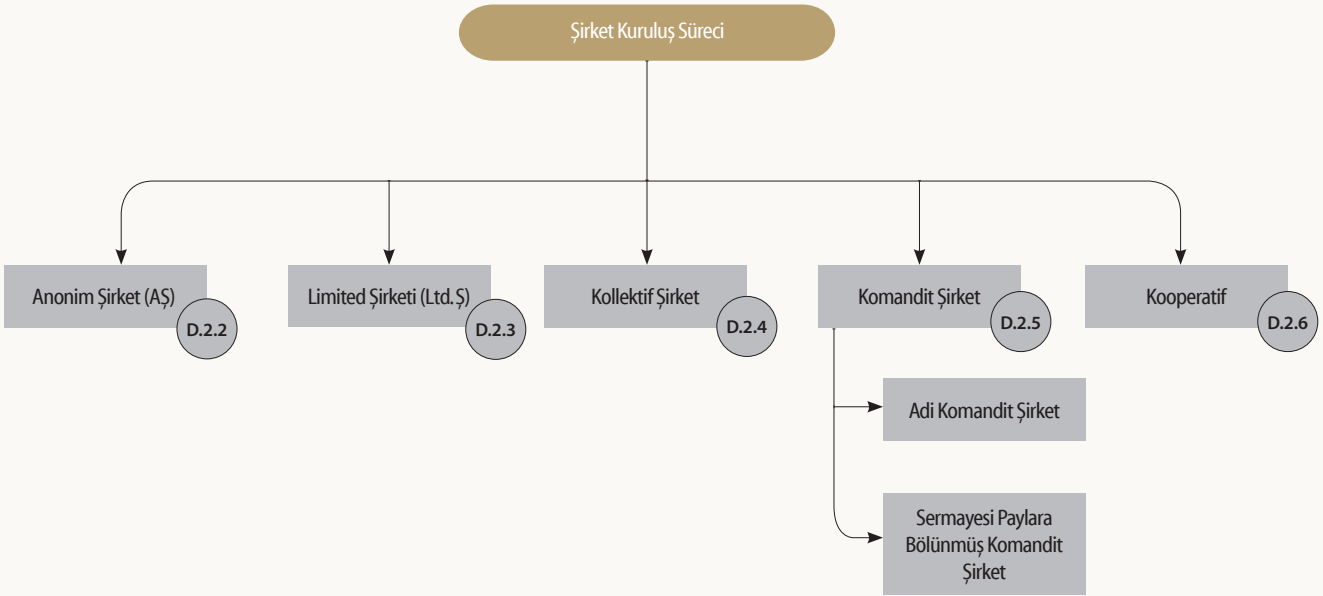 Şirket Kuruluş Süreci
Anonim Şirket (AŞ)
D.2.2
Limited Şirketi (Ltd. Ş)
D.2.3
Kollektif Şirket
D.2.4
Komandit Şirket
D.2.5
Kooperatif
D.2.6
Adi Komandit Şirket
Sermayesi Paylara
Bölünmüş Komandit
Şirket